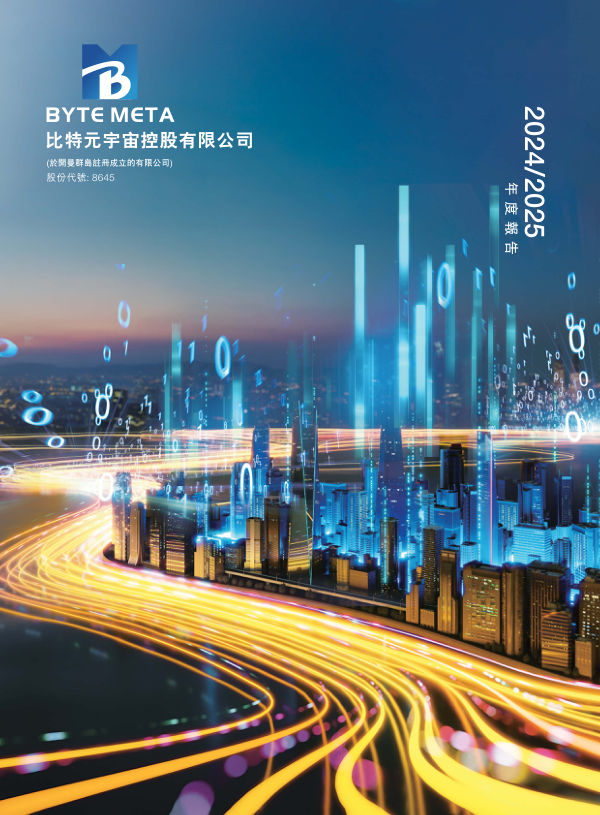 BYTE META
比特元宇宙控股有限公司
(於開曼群島註冊成立的有限公司)
股份代號: 8645
2024/2025
年度報告